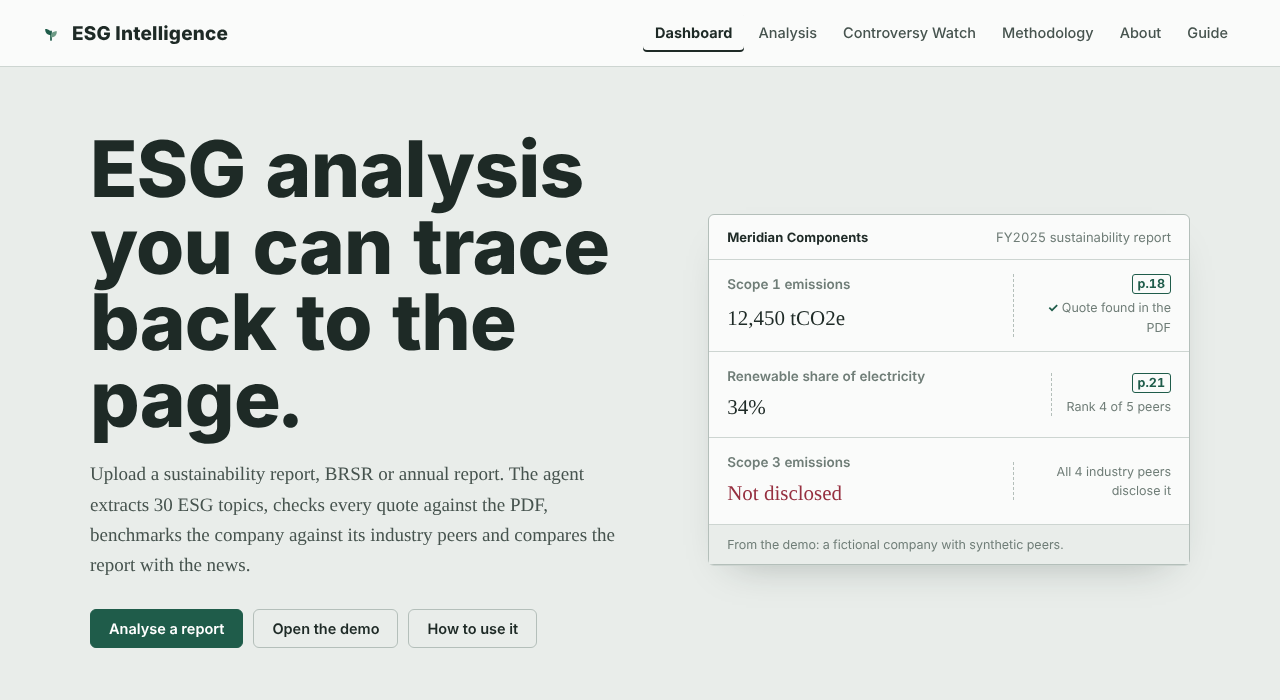 ESG Intelligence
Dashboard
Analysis
Controversy Watch
Methodology
About
Guide
ESG analysis
you can trace
back to the
page.
Upload a sustainability report, BRSR or annual report. The agent
extracts 30 ESG topics, checks every quote against the PDF,
benchmarks the company against its industry peers and compares the
report with the news.
Analyse a report
Open the demo
How to use it
Meridian Components
FY2025 sustainability report
Scope 1 emissions
12,450 tCO2e
p.18
✓ Quote found in the
PDF
Renewable share of electricity
34%
p.21
Rank 4 of 5 peers
Scope 3 emissions
Not disclosed
All 4 industry peers
disclose it
From the demo: a fictional company with synthetic peers.